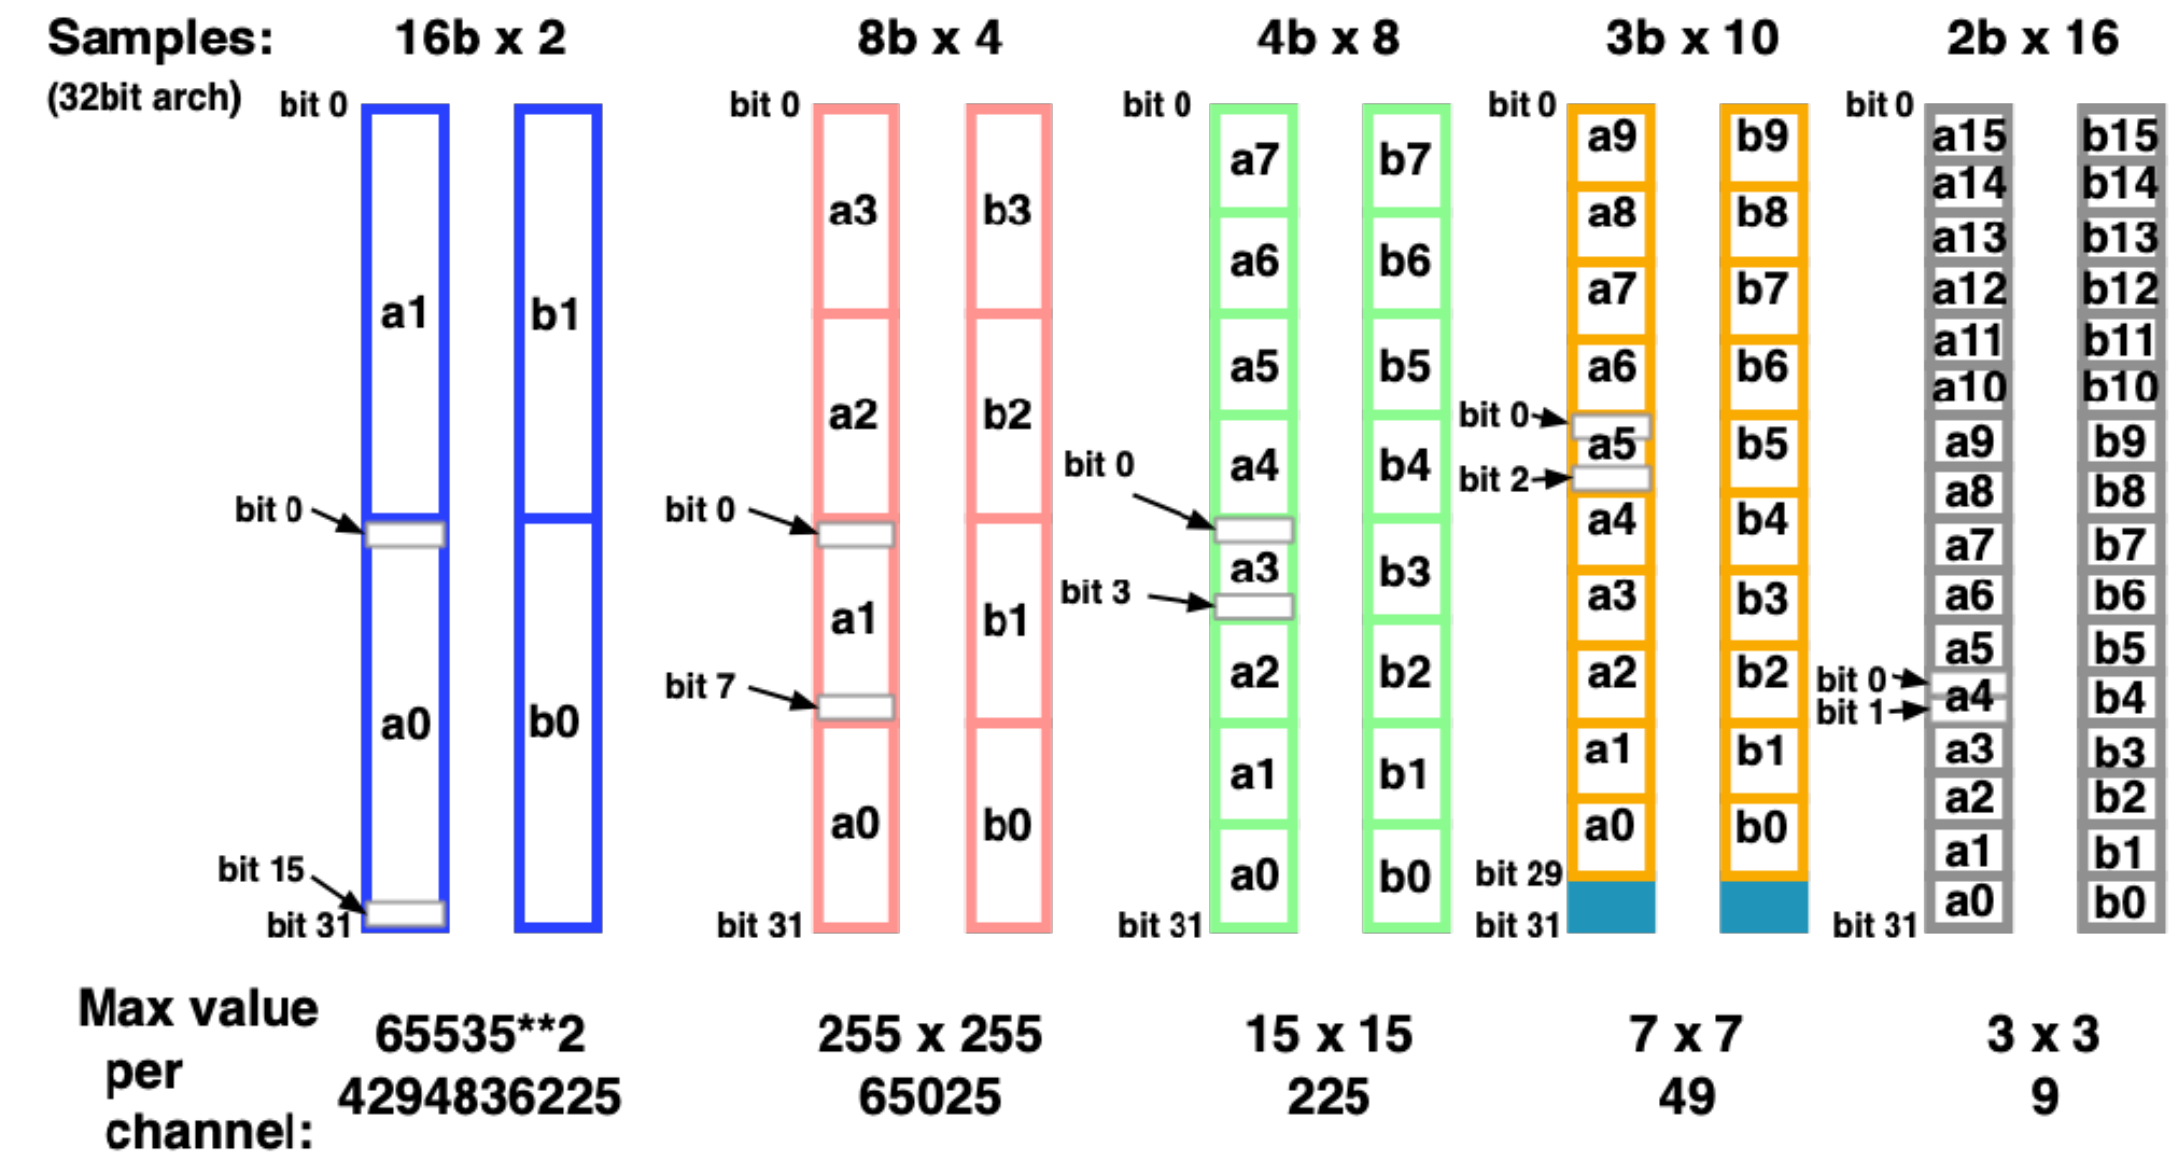 Samples: 16b x 2 8b x 4 4b x 8 3b x 10 2b x 16
(32bit arch) bit 0 bit 0 bit 0 bit 0 bit 0
a1 b1
bit 0
a0 b0
bit 15
bit 31
a3 b3
a2 b2
bit 0
a1 b1
bit 7
a0 b0
bit 31
a7 b7
a6 b6
a5 b5
a4 b4
bit 0
a3 b3
bit 3
a2 b2
a1 b1
a0 b0
bit 31
a9 b9
a8 b8
a7 b7
a6 b6
bit 0
a5 b5
bit 2
a4 b4
a3 b3
a2 b2
a1 b1
a0 b0
bit 29
bit 31
a15 b15
a14 b14
a13 b13
a12 b12
a11 b11
a10 b10
a9 b9
a8 b8
a7 b7
a6 b6
a5 b5
bit 0
a4 b4
bit 1
a3 b3
a2 b2
a1 b1
a0 b0
bit 31
Max value
per
channel:
65535**2 255 x 255 15 x 15 7 x 7 3 x 3
4294836225 65025 225 49 9